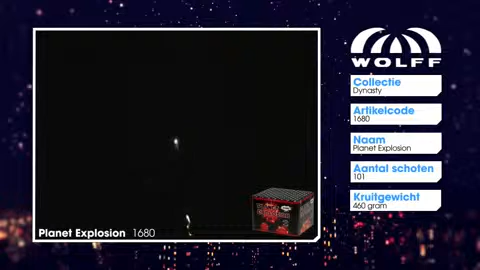 WOLFF
Collectie
Dynasty
Artikelcode
1680
Naam
Planet Explosion
Aantal schoten
101
Kruitgewicht
460 gram
Planet Explosion 1680